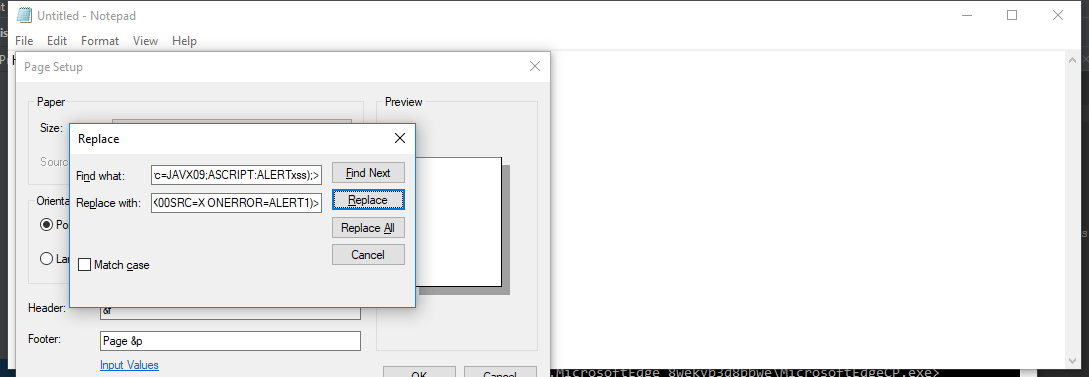 Untitled - Notepad
File Edit Format View Help
Page Setup
Paper
Preview
Size:
Sourc
Replace
Find what:
c=JAVX09;ASCRIPT:ALERTxss);>
Find Next
Replace with:
00SRC=X ONERROR=ALERT1)>
Replace
Replace All
Cancel
Match case
Orienta
Po
La
Header:
&f
Footer:
Page &p
Input Values
OK
Cancel
MicrosoftEdge_8wekyb3d8bbwe\MicrosoftEdgeCP.exe>